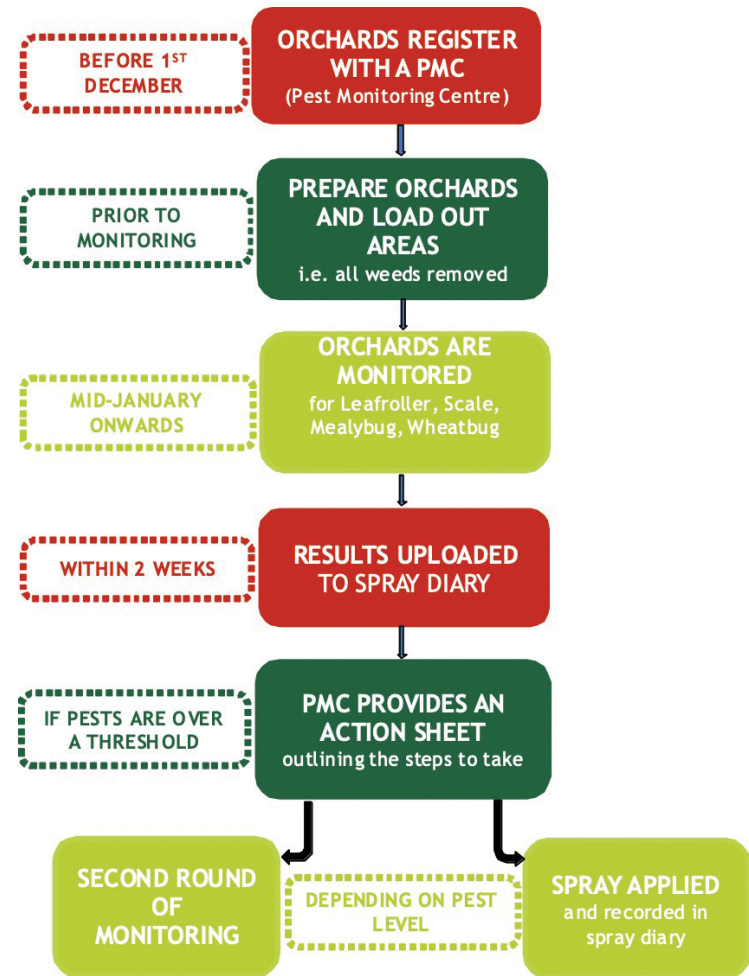 BEFORE 1ST
DECEMBER
ORCHARDS REGISTER
WITH A PMC
(Pest Monitoring Centre)
PRIOR TO
MONITORING
PREPARE ORCHARDS
AND LOAD OUT
AREAS
i.e. all weeds removed
MID-JANUARY
ONWARDS
ORCHARDS ARE
MONITORED
for Leafroller, Scale,
Mealybug, Wheatbug
WITHIN 2 WEEKS
RESULTS UPLOADED
TO SPRAY DIARY
IF PESTS ARE OVER
A THRESHOLD
PMC PROVIDES AN
ACTION SHEET
outlining the steps to take
SECOND ROUND
OF
MONITORING
DEPENDING ON PEST
LEVEL
SPRAY APPLIED
and recorded in
spray diary